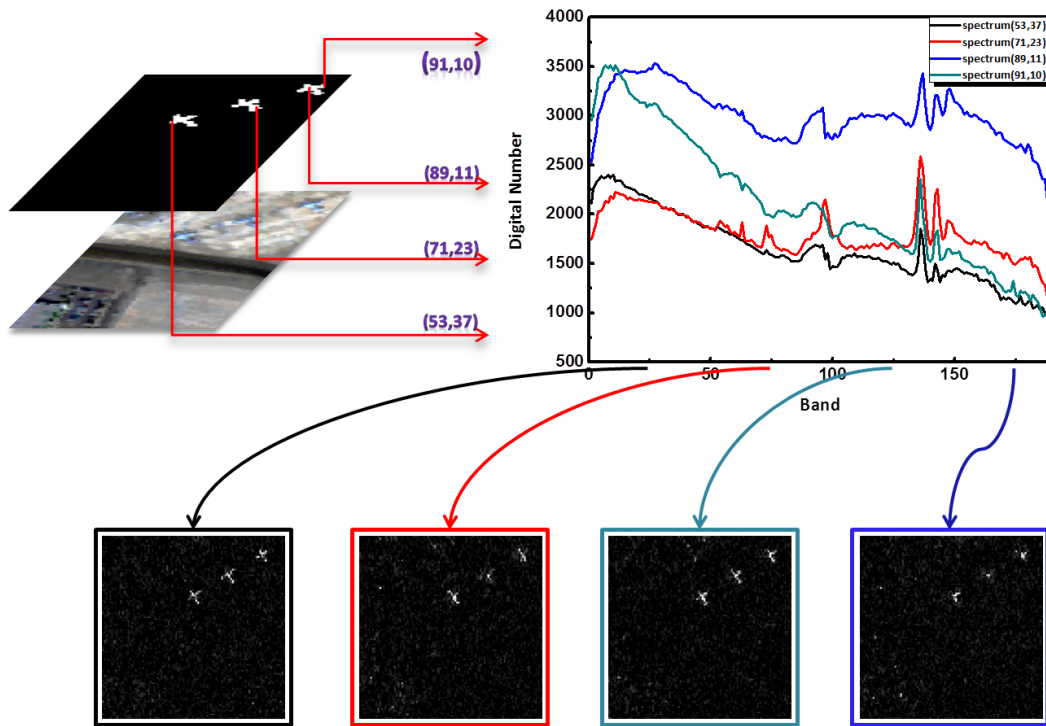 (91,10)
(89,11)
(71,23)
(53,37)
4000
3500
3000
2500
2000
1500
1000
500
Digital Number
spectrum(53,37)
spectrum(71,23)
spectrum(89,11)
spectrum(91,10)
0 50 100 150
Band